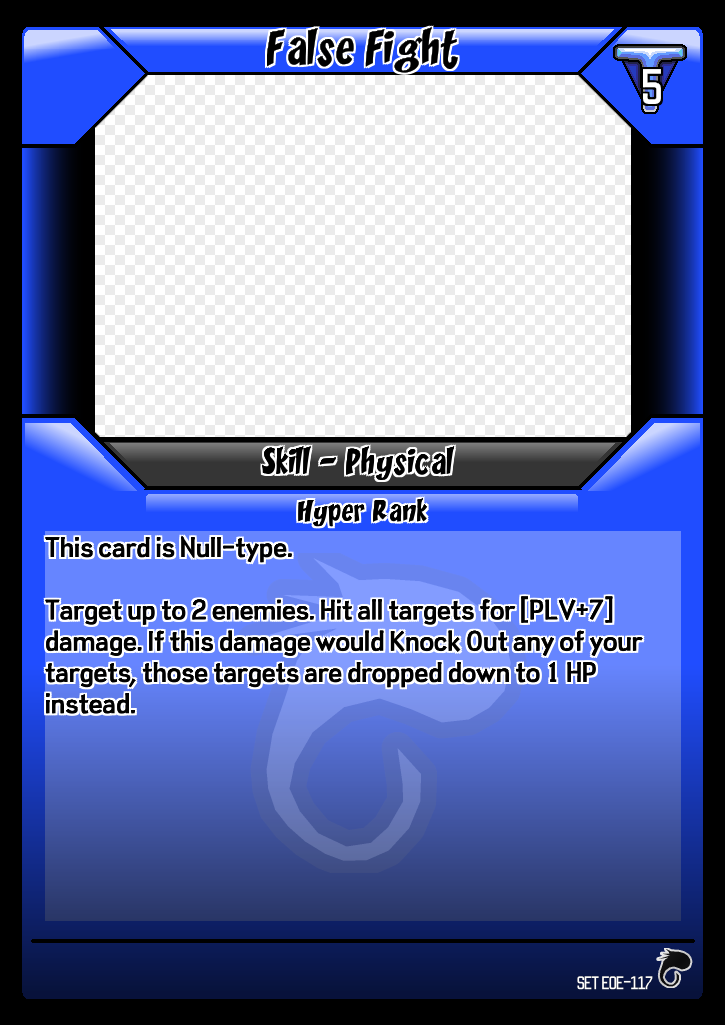 False Fight
5
Skill - Physical
Hyper Rank
This card is Null-type.
Target up to 2 enemies. Hit all targets for [PLV+7]
damage. If this damage would Knock Out any of your
targets, those targets are dropped down to 1 HP
instead.
SET EOE-117